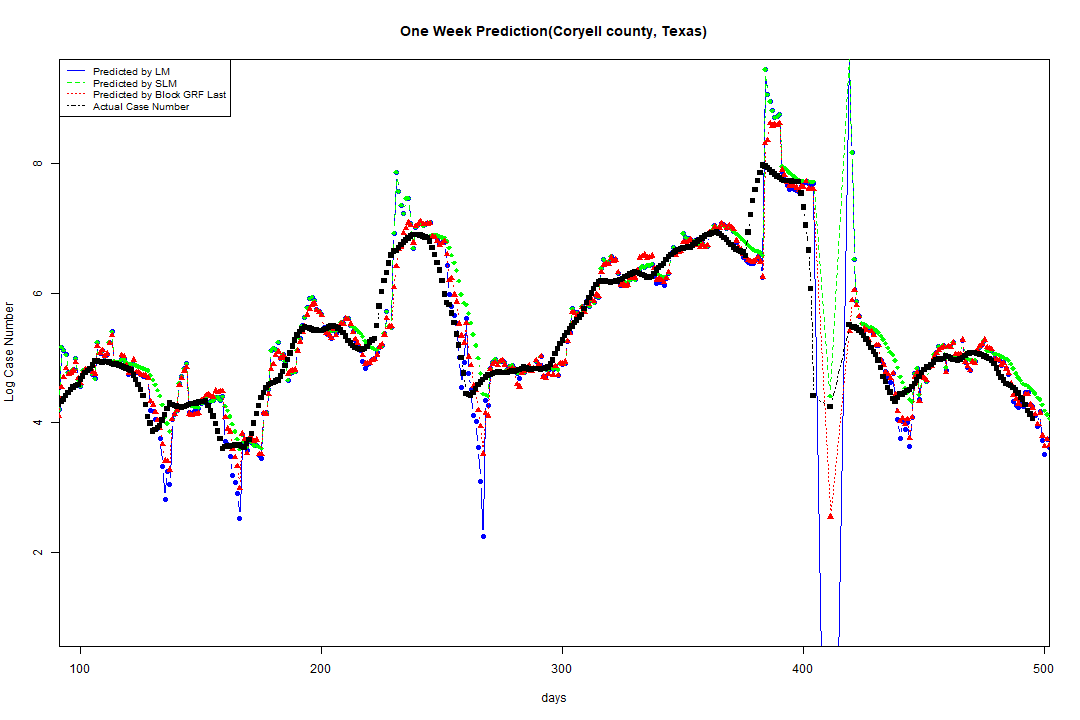 One Week Prediction(Coryell county, Texas)
Predicted by LM
Predicted by SLM
Predicted by Block GRF Last
Actual Case Number
Log Case Number
8
6
4
2
100 200 300 400 500
days